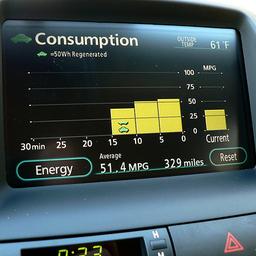 Consumption
OUTSIDE TEMP 61°F
=50Wh Regenerated
100 MPG
75
50
25
0
30min 25 20 15 10 5 0 Current
Energy
Average
51.4 MPG 329 miles
Reset
H